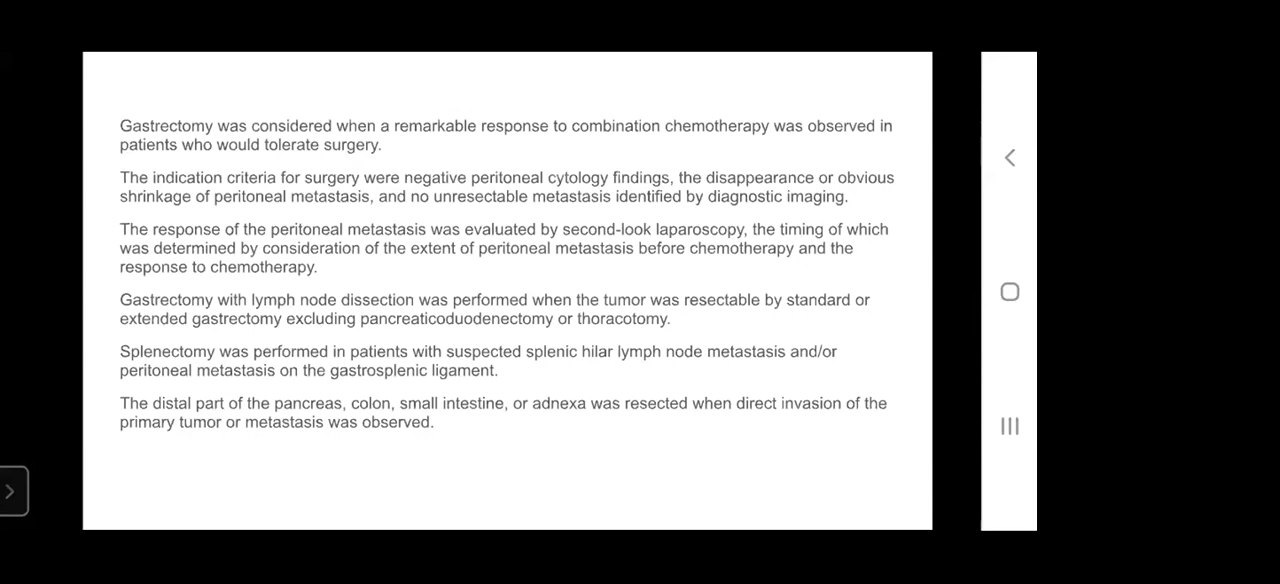 Gastrectomy was considered when a remarkable response to combination chemotherapy was observed in
patients who would tolerate surgery.
The indication criteria for surgery were negative peritoneal cytology findings, the disappearance or obvious
shrinkage of peritoneal metastasis, and no unresectable metastasis identified by diagnostic imaging.
The response of the peritoneal metastasis was evaluated by second-look laparoscopy, the timing of which
was determined by consideration of the extent of peritoneal metastasis before chemotherapy and the
response to chemotherapy.
Gastrectomy with lymph node dissection was performed when the tumor was resectable by standard or
extended gastrectomy excluding pancreaticoduodenectomy or thoracotomy.
Splenectomy was performed in patients with suspected splenic hilar lymph node metastasis and/or
peritoneal metastasis on the gastrosplenic ligament.
The distal part of the pancreas, colon, small intestine, or adnexa was resected when direct invasion of the
primary tumor or metastasis was observed.